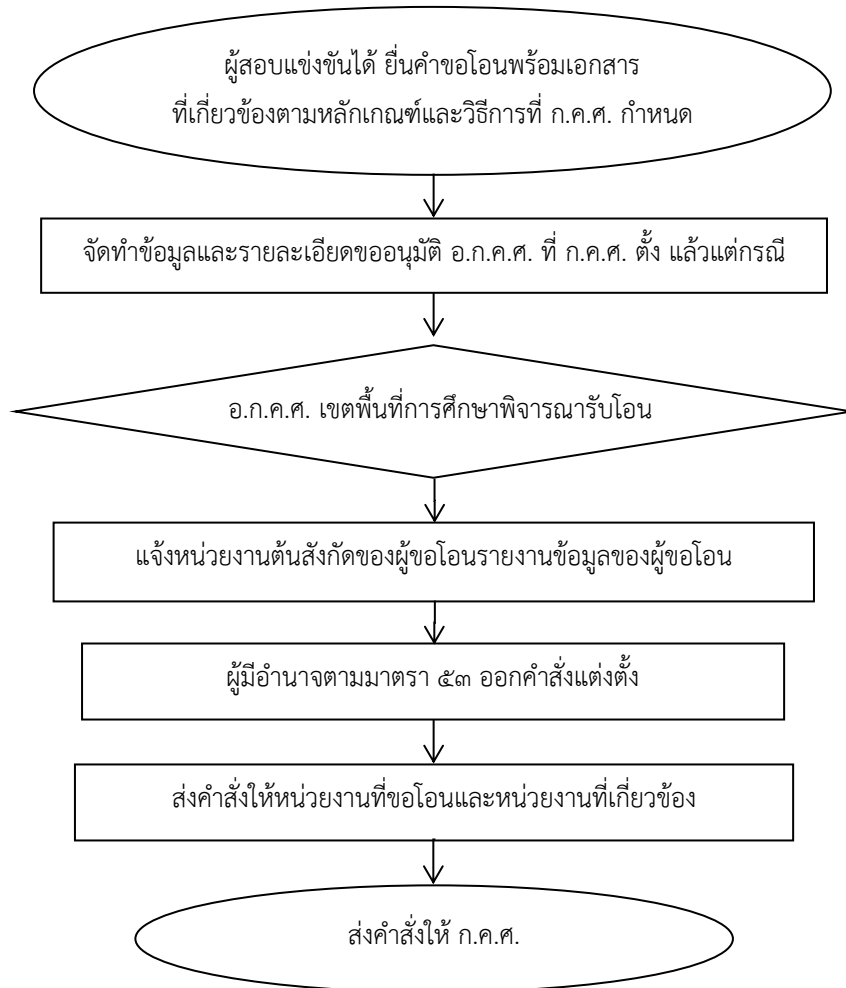 ผู้สอบแข่งขันได้ ยื่นคำขอโอนพร้อมเอกสาร
ที่เกี่ยวข้องตามหลักเกณฑ์และวิธีการที่ ก.ค.ศ. กำหนด
จัดทำข้อมูลและรายละเอียดขออนุมัติ อ.ก.ค.ศ. ที่ ก.ค.ศ. ตั้ง แล้วแต่กรณี
อ.ก.ค.ศ. เขตพื้นที่การศึกษาพิจารณารับโอน
แจ้งหน่วยงานต้นสังกัดของผู้ขอโอนรายงานข้อมูลของผู้ขอโอน
ผู้มีอำนาจตามมาตรา ๕๓ ออกคำสั่งแต่งตั้ง
ส่งคำสั่งให้หน่วยงานที่ขอโอนและหน่วยงานที่เกี่ยวข้อง
ส่งคำสั่งให้ ก.ค.ศ.